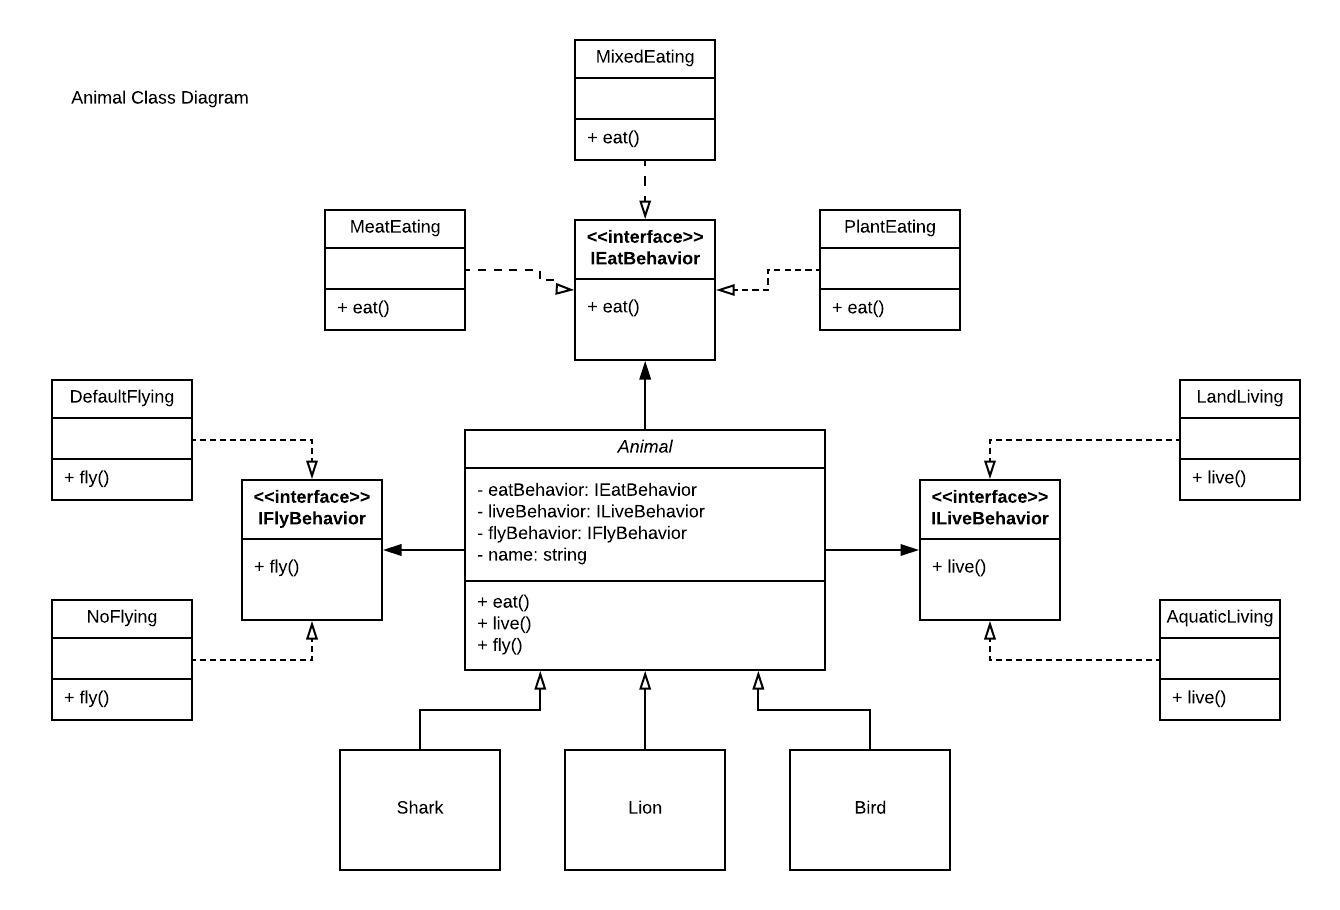 Animal Class Diagram
MixedEating
+ eat()
MeatEating
+ eat()
<<interface>>
IEatBehavior
+ eat()
PlantEating
+ eat()
DefaultFlying
+ fly()
<<interface>>
IFlyBehavior
+ fly()
NoFlying
+ fly()
Animal
- eatBehavior: IEatBehavior
- liveBehavior: ILiveBehavior
- flyBehavior: IFlyBehavior
- name: string
+ eat()
+ live()
+ fly()
LandLiving
+ live()
<<interface>>
ILiveBehavior
+ live()
AquaticLiving
+ live()
Shark
Lion
Bird